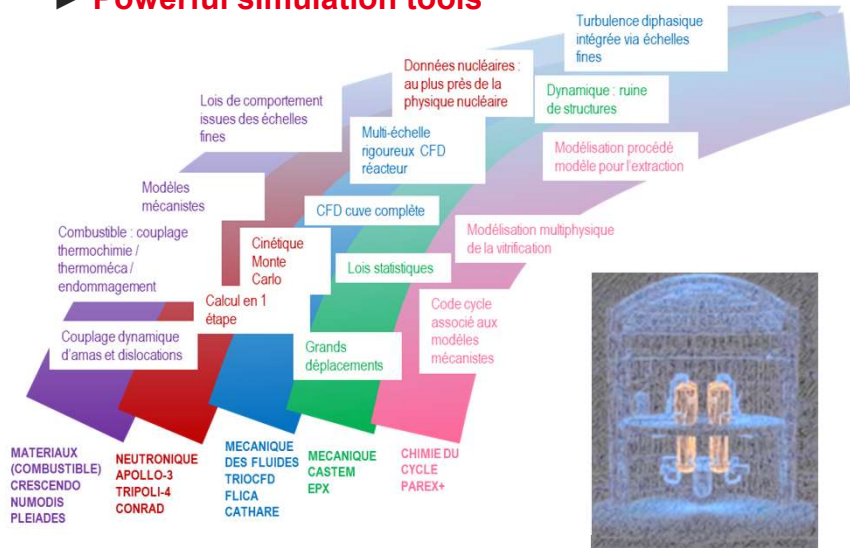 ► Powerful simulation tools
Turbulence diphasique
intégrée via échelles
fines
Données nucléaires :
au plus près de la
physique nucléaire
Dynamique : ruine
de structures
Lois de comportement
issues des échelles
fines
Multi-échelle
rigoureux CFD
réacteur
Modélisation procédé
modèle pour l'extraction
Modèles
mécanistes
CFD cuve complète
Combustible : couplage
thermochimie /
thermoméca /
endommagement
Cinétique
Monte
Carlo
Modélisation multiphysique
de la vitrification
Lois statistiques
Calcul en 1
étape
Code cycle
associé aux
modèles
mécanistes
Couplage dynamique
d'amas et dislocations
Grands
déplacements
MATERIAUX
(COMBUSTIBLE)
CRESCENDO
NUMODIS
PLEIADES
NEUTRONIQUE
APOLLO-3
TRIPOLI-4
CONRAD
MECANIQUE
DES FLUIDES
TRIOCFD
FLICA
CATHARE
MECANIQUE
CASTEM
EPX
CHIMIE DU
CYCLE
PAREX+